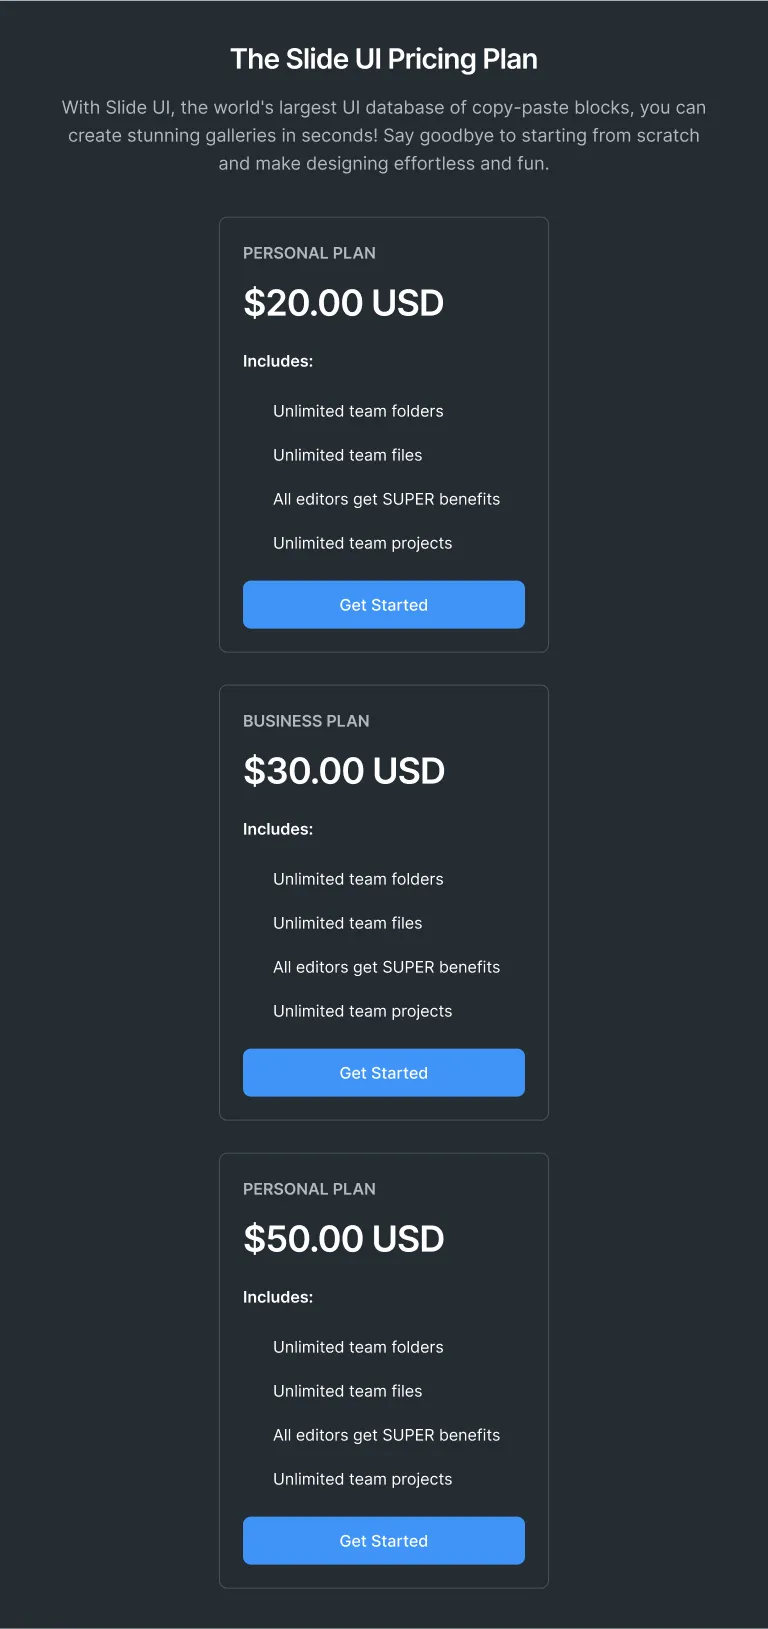 The Slide UI Pricing Plan
With Slide UI, the world's largest UI database of copy-paste blocks, you can
create stunning galleries in seconds! Say goodbye to starting from scratch
and make designing effortless and fun.
PERSONAL PLAN
$20.00 USD
Includes:
Unlimited team folders
Unlimited team files
All editors get SUPER benefits
Unlimited team projects
Get Started
BUSINESS PLAN
$30.00 USD
Includes:
Unlimited team folders
Unlimited team files
All editors get SUPER benefits
Unlimited team projects
Get Started
PERSONAL PLAN
$50.00 USD
Includes:
Unlimited team folders
Unlimited team files
All editors get SUPER benefits
Unlimited team projects
Get Started